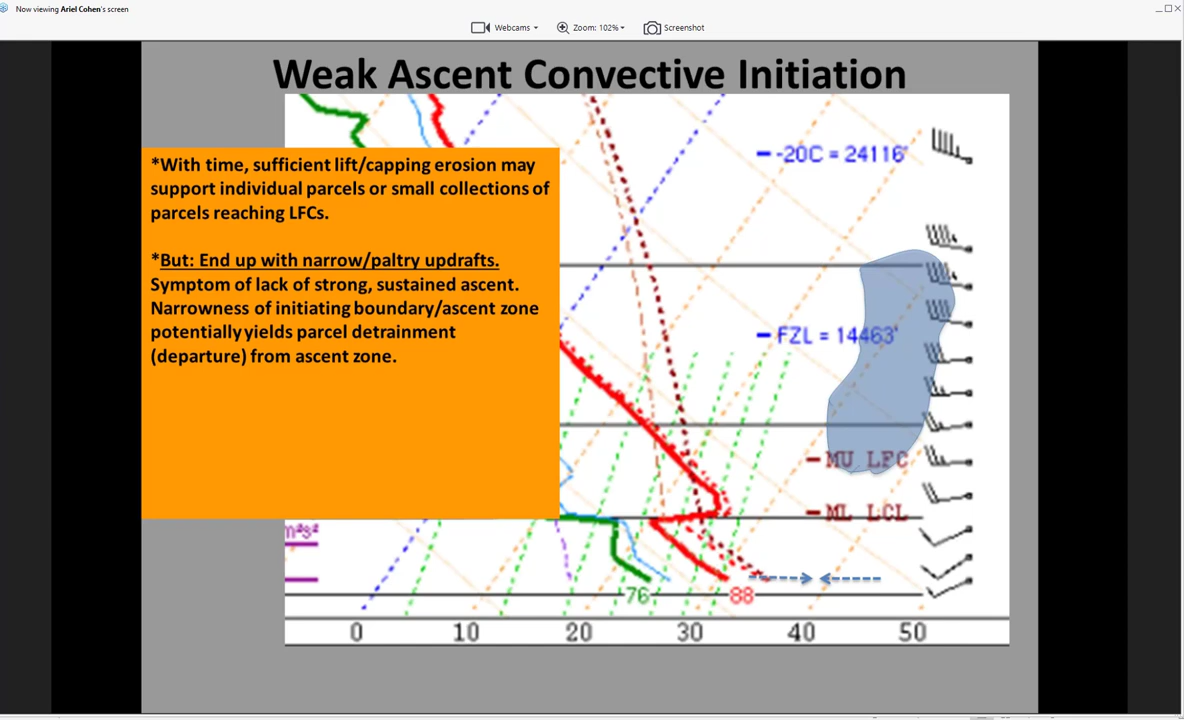 Now viewing Ariel Cohen's screen
Webcams
Zoom: 102%
Screenshot
Weak Ascent Convective Initiation
*With time, sufficient lift/capping erosion may
support individual parcels or small collections of
parcels reaching LFCs.
*But: End up with narrow/paltry updrafts.
Symptom of lack of strong, sustained ascent.
Narrowness of initiating boundary/ascent zone
potentially yields parcel detrainment
(departure) from ascent zone.
-20C = 24116'
FZL = 14463'
MU LFC
ML LCL
m²s²
76 88
0 10 20 30 40 50